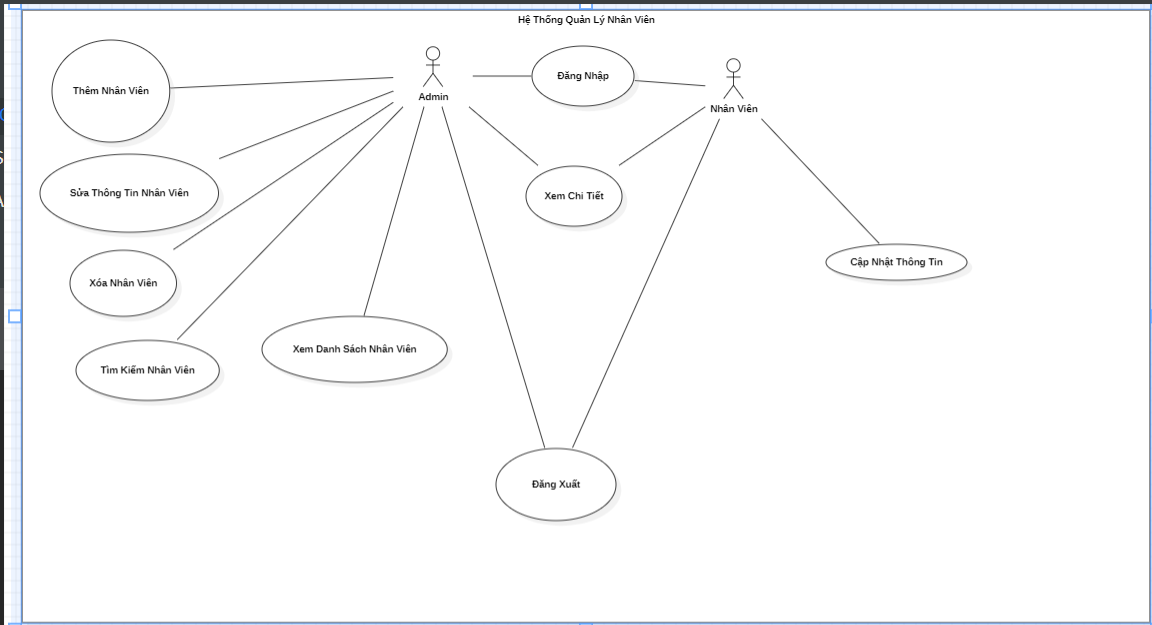 Hệ Thống Quản Lý Nhân Viên
Thêm Nhân Viên
Admin
Đăng Nhập
Nhân Viên
Sửa Thông Tin Nhân Viên
Xem Chi Tiết
Xóa Nhân Viên
Cập Nhật Thông Tin
Tìm Kiếm Nhân Viên
Xem Danh Sách Nhân Viên
Đăng Xuất